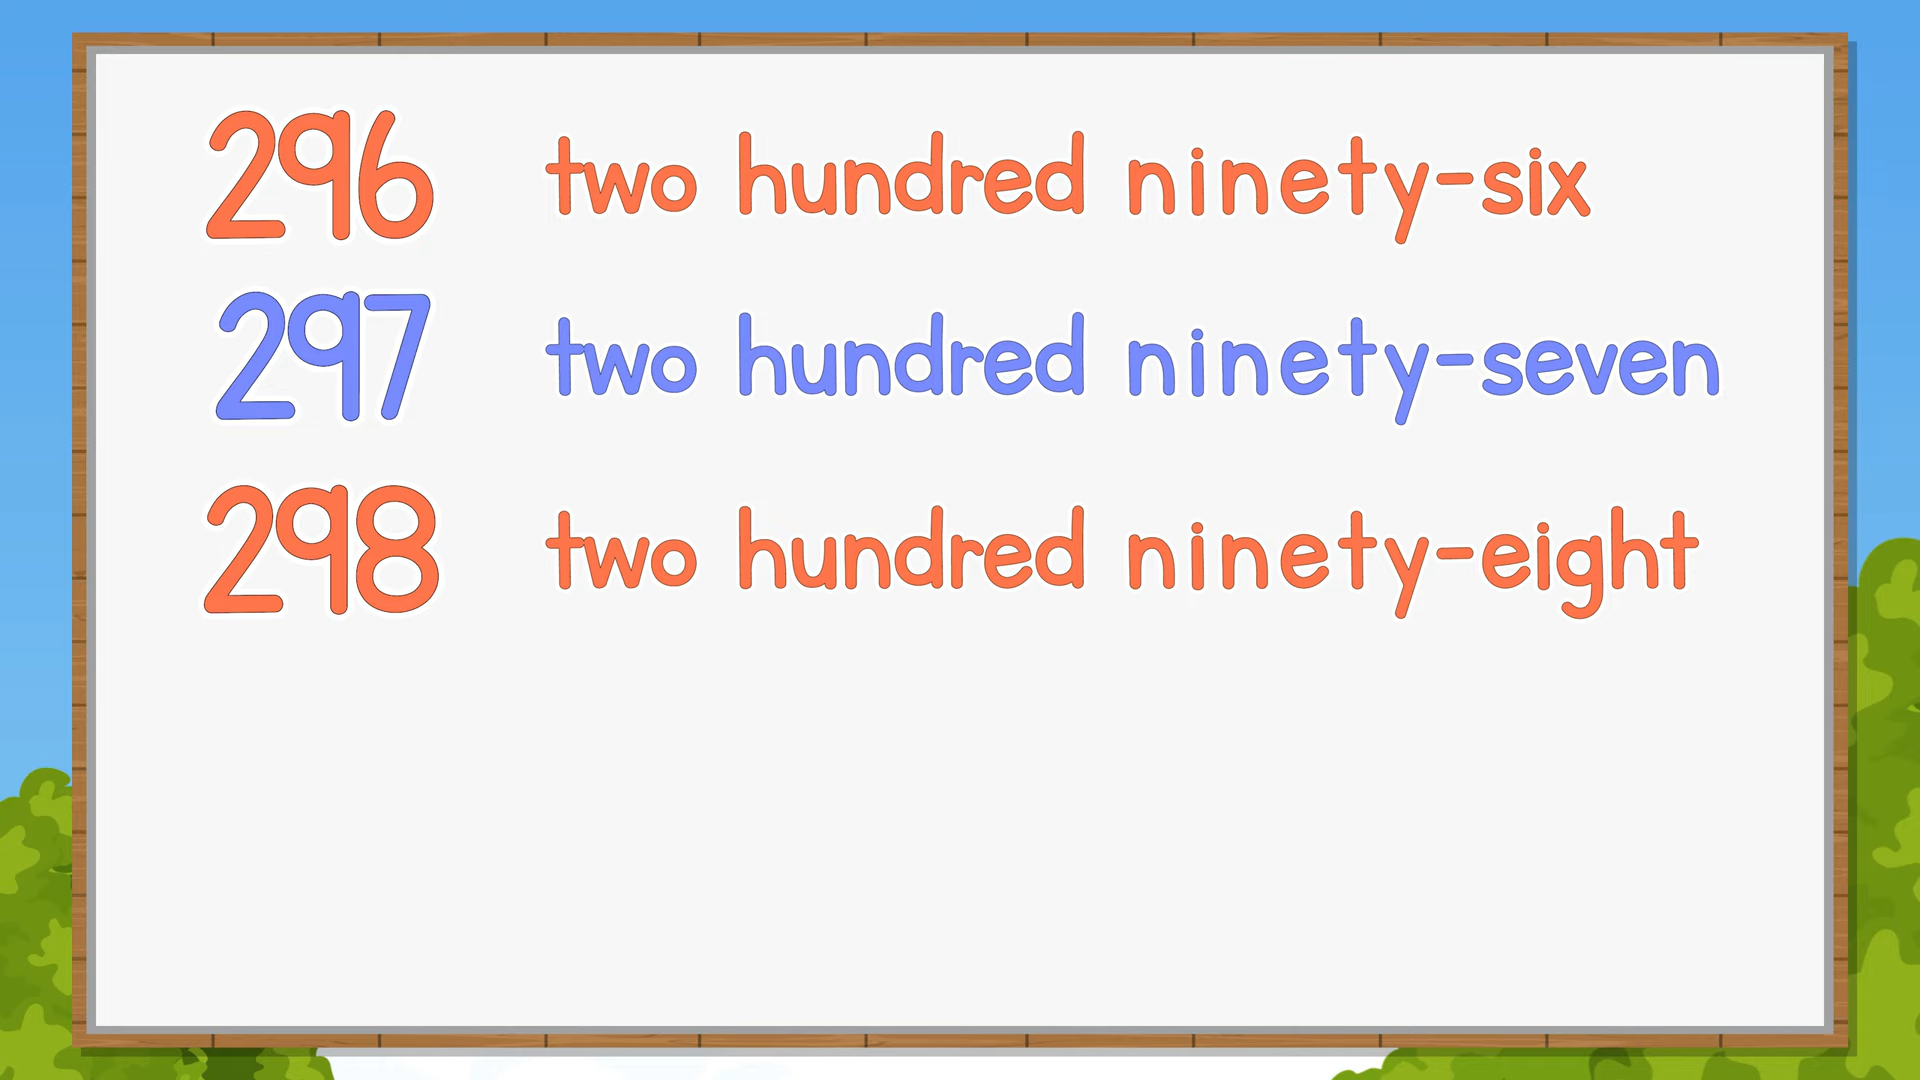 296 two hundred ninety-six
297 two hundred ninety-seven
298 two hundred ninety-eight